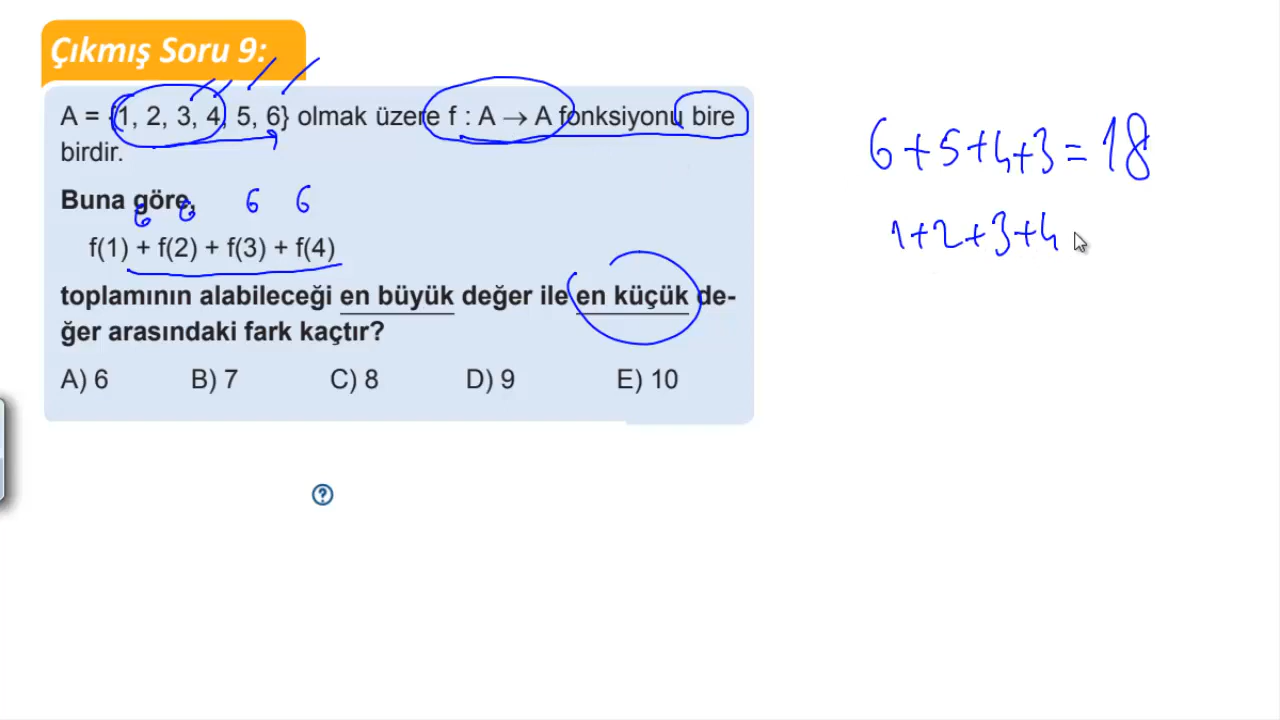 Çıkmış Soru 9:
A = {1, 2, 3, 4, 5, 6} olmak üzere f : A → A fonksiyonu bire
birdir.
Buna göre,
6 6 6 6
f(1) + f(2) + f(3) + f(4)
toplamının alabileceği en büyük değer ile en küçük de-
ğer arasındaki fark kaçtır?
A) 6 B) 7 C) 8 D) 9 E) 10
6+5+4+3=18
1+2+3+4